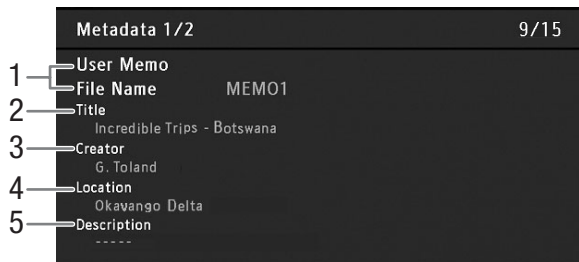 Metadata 1/2 9/15
1 User Memo
File Name MEMO1
2 Title
Incredible Trips - Botswana
3 Creator
G. Toland
4 Location
Okavango Delta
5 Description
-----